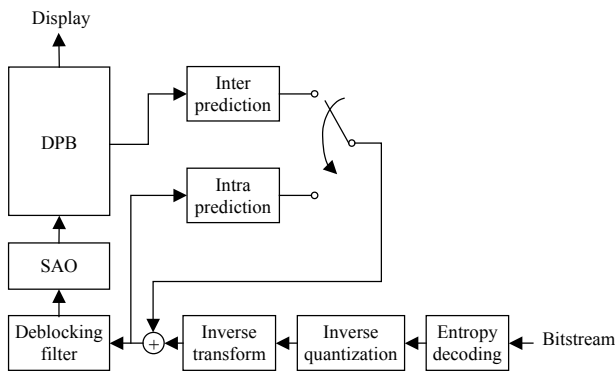 Display
DPB
Inter
prediction
Intra
prediction
SAO
Deblocking
filter
+
Inverse
transform
Inverse
quantization
Entropy
decoding
Bitstream